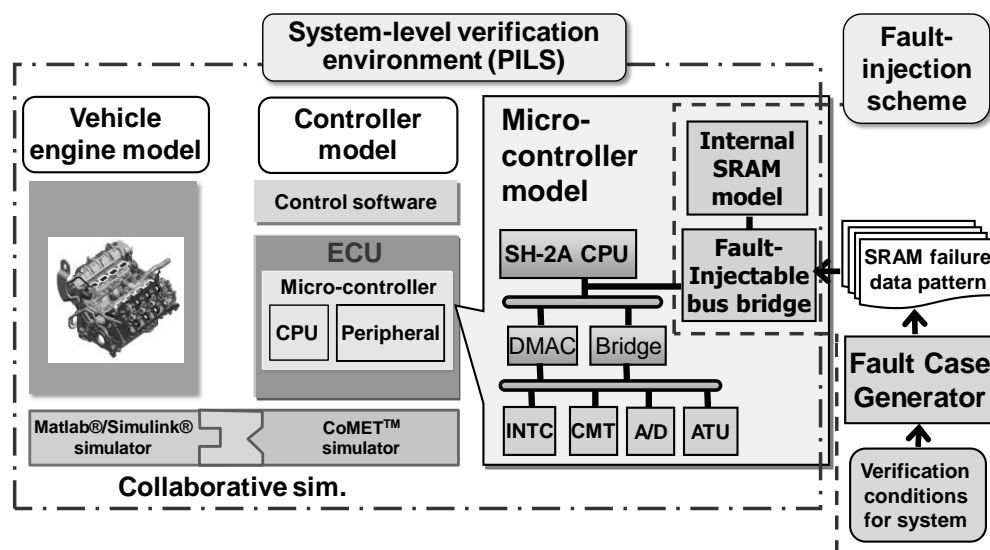 System-level verification
environment (PILS)
Fault-
injection
scheme
Vehicle
engine model
Controller
model
Control software
ECU
Micro-controller
CPU
Peripheral
Matlab®/Simulink®
simulator
CoMET™
simulator
Collaborative sim.
Micro-
controller
model
Internal
SRAM
model
SH-2A CPU
Fault-
Injectable
bus bridge
DMAC
Bridge
INTC
CMT
A/D
ATU
SRAM failure
data pattern
Fault Case
Generator
Verification
conditions
for system